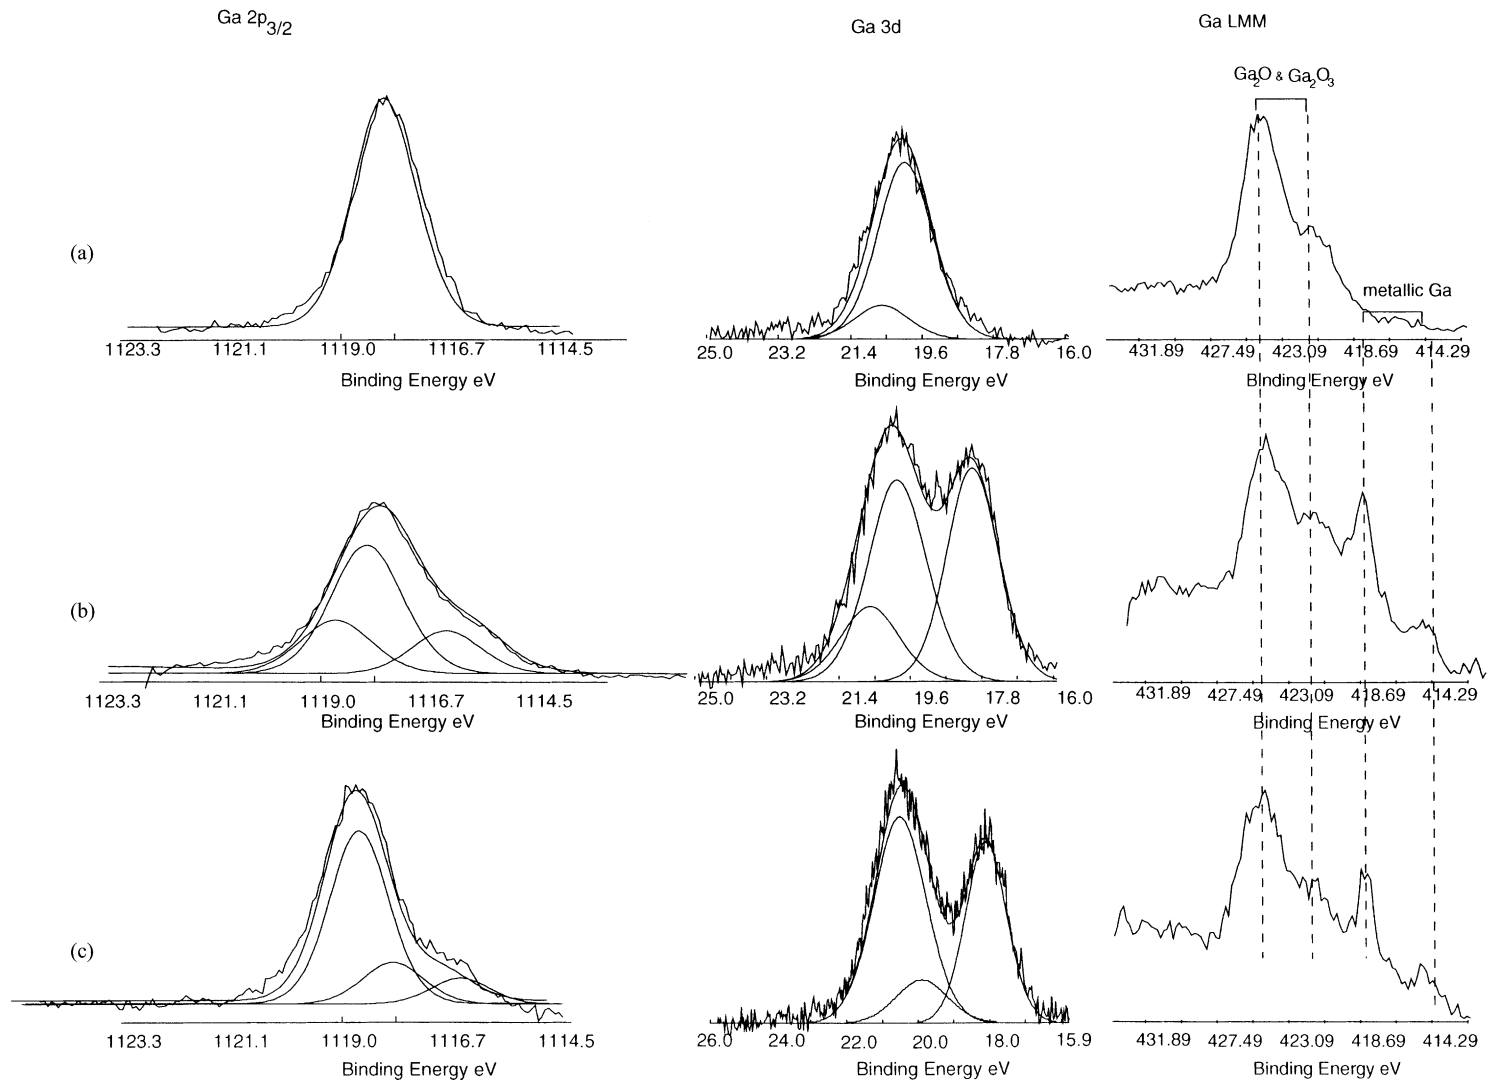 Ga 2p3/2
Ga 3d
Ga LMM
Ga2O & Ga2O3
metallic Ga
(a)
1123.3 1121.1 1119.0 1116.7 1114.5
Binding Energy eV
25.0 23.2 21.4 19.6 17.8 16.0
Binding Energy eV
431.89 427.49 423.09 418.69 414.29
Binding Energy eV
(b)
1123.3 1121.1 1119.0 1116.7 1114.5
Binding Energy eV
25.0 23.2 21.4 19.6 17.8 16.0
Binding Energy eV
431.89 427.49 423.09 418.69 414.29
Binding Energy eV
(c)
1123.3 1121.1 1119.0 1116.7 1114.5
Binding Energy eV
26.0 24.0 22.0 20.0 18.0 15.9
Binding Energy eV
431.89 427.49 423.09 418.69 414.29
Binding Energy eV